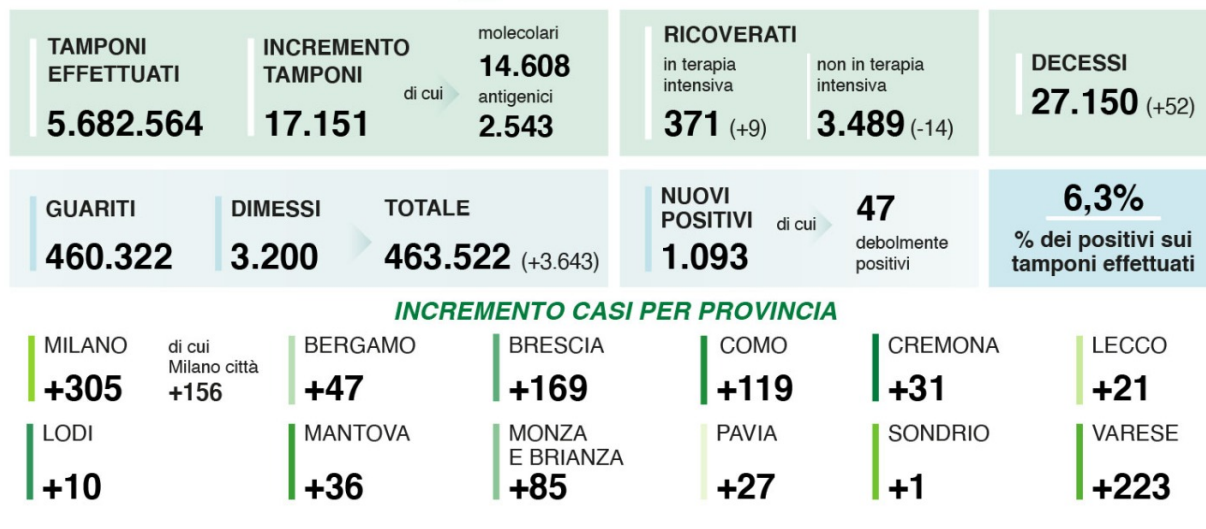 TAMPONI
EFFETTUATI
5.682.564
INCREMENTO
TAMPONI
17.151
di cui
molecolari
14.608
antigenici
2.543
RICOVERATI
in terapia
intensiva
371 (+9)
non in terapia
intensiva
3.489 (-14)
DECESSI
27.150 (+52)
GUARITI
460.322
DIMESSI
3.200
TOTALE
463.522 (+3.643)
NUOVI
POSITIVI
1.093
di cui
47
debolmente
positivi
6,3%
% dei positivi sui
tamponi effettuati
INCREMENTO CASI PER PROVINCIA
MILANO
+305
di cui
Milano città
+156
BERGAMO
+47
BRESCIA
+169
COMO
+119
CREMONA
+31
LECCO
+21
LODI
+10
MANTOVA
+36
MONZA
E BRIANZA
+85
PAVIA
+27
SONDRIO
+1
VARESE
+223